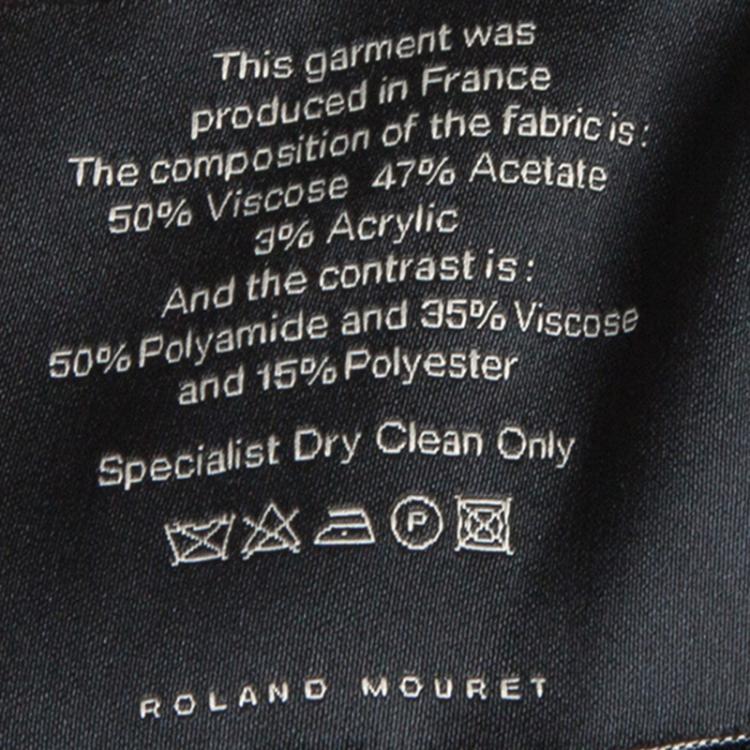 This garment was
produced in France
The composition of the fabric is:
50% Viscose 47% Acetate
3% Acrylic
And the contrast is:
50% Polyamide and 35% Viscose
and 15% Polyester
Specialist Dry Clean Only
P
ROLAND MOURET